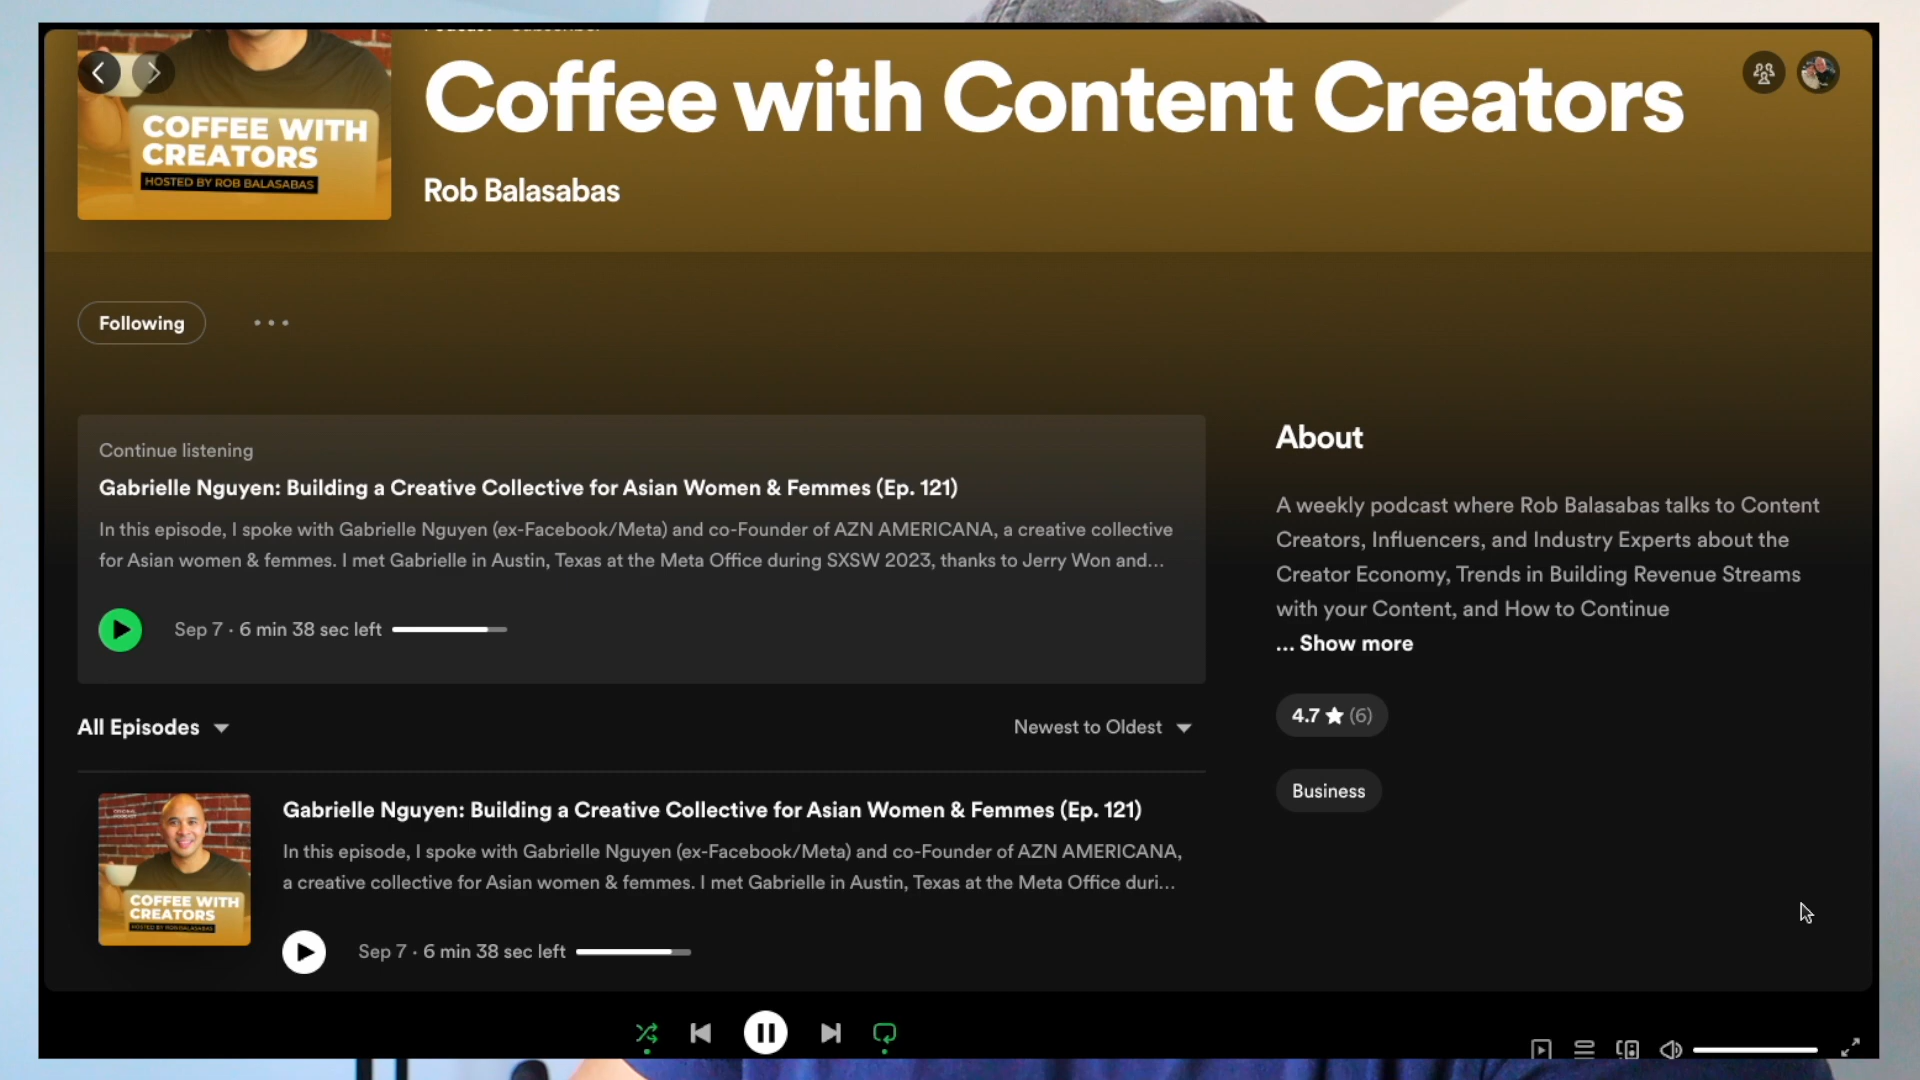 Coffee with Content Creators
COFFEE WITH
CREATORS
HOSTED BY ROB BALASABAS
Rob Balasabas
Following
Continue listening
Gabrielle Nguyen: Building a Creative Collective for Asian Women & Femmes (Ep. 121)
In this episode, I spoke with Gabrielle Nguyen (ex-Facebook/Meta) and co-Founder of AZN AMERICANA, a creative collective
for Asian women & femmes. I met Gabrielle in Austin, Texas at the Meta Office during SXSW 2023, thanks to Jerry Won and...
Sep 7 · 6 min 38 sec left
About
A weekly podcast where Rob Balasabas talks to Content
Creators, Influencers, and Industry Experts about the
Creator Economy, Trends in Building Revenue Streams
with your Content, and How to Continue
... Show more
4.7 ★ (6)
Business
All Episodes
Newest to Oldest
COFFEE WITH
CREATORS
HOSTED BY ROB BALASABAS
Gabrielle Nguyen: Building a Creative Collective for Asian Women & Femmes (Ep. 121)
In this episode, I spoke with Gabrielle Nguyen (ex-Facebook/Meta) and co-Founder of AZN AMERICANA,
a creative collective for Asian women & femmes. I met Gabrielle in Austin, Texas at the Meta Office duri...
Sep 7 · 6 min 38 sec left